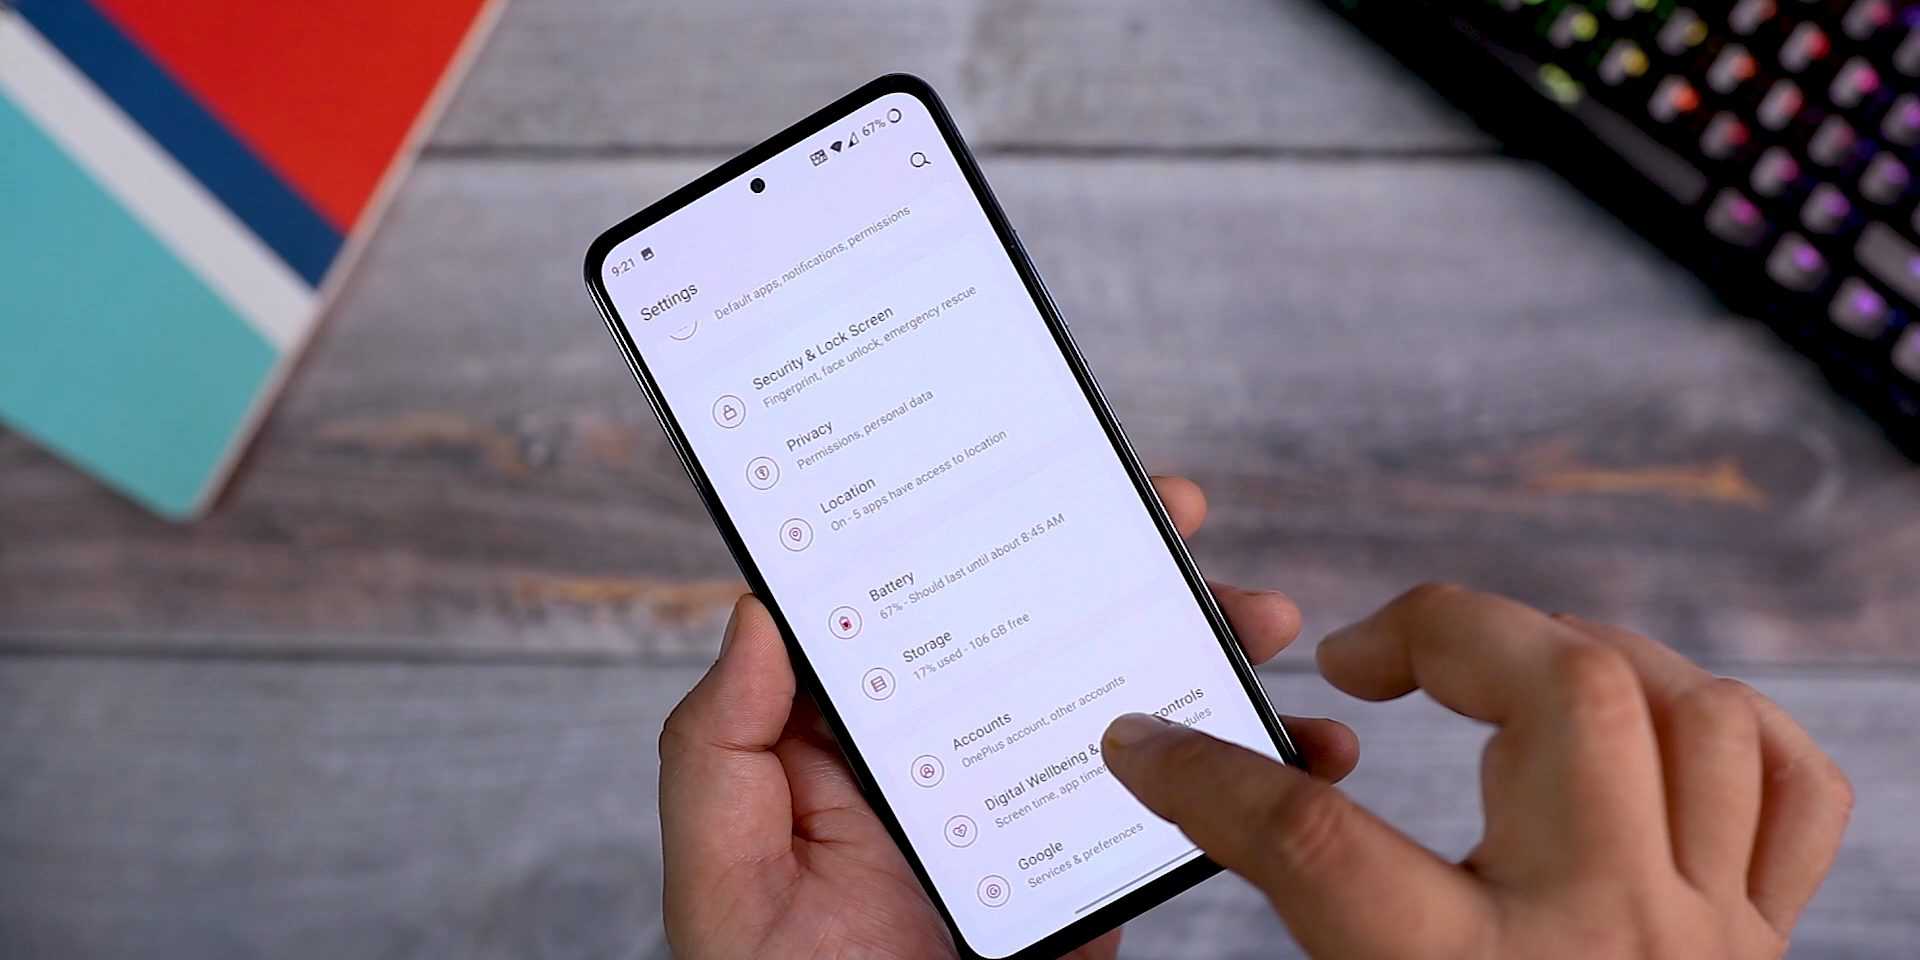 9:21
67%
Settings
Default apps, notifications, permissions
Security & Lock Screen
Fingerprint, face unlock, emergency rescue
Privacy
Permissions, personal data
Location
On - 5 apps have access to location
Battery
67% - Should last until about 8:45 AM
Storage
17% used - 106 GB free
Accounts
OnePlus account, other accounts
Digital Wellbeing & controls
Screen time, app
Google
Services & preferences